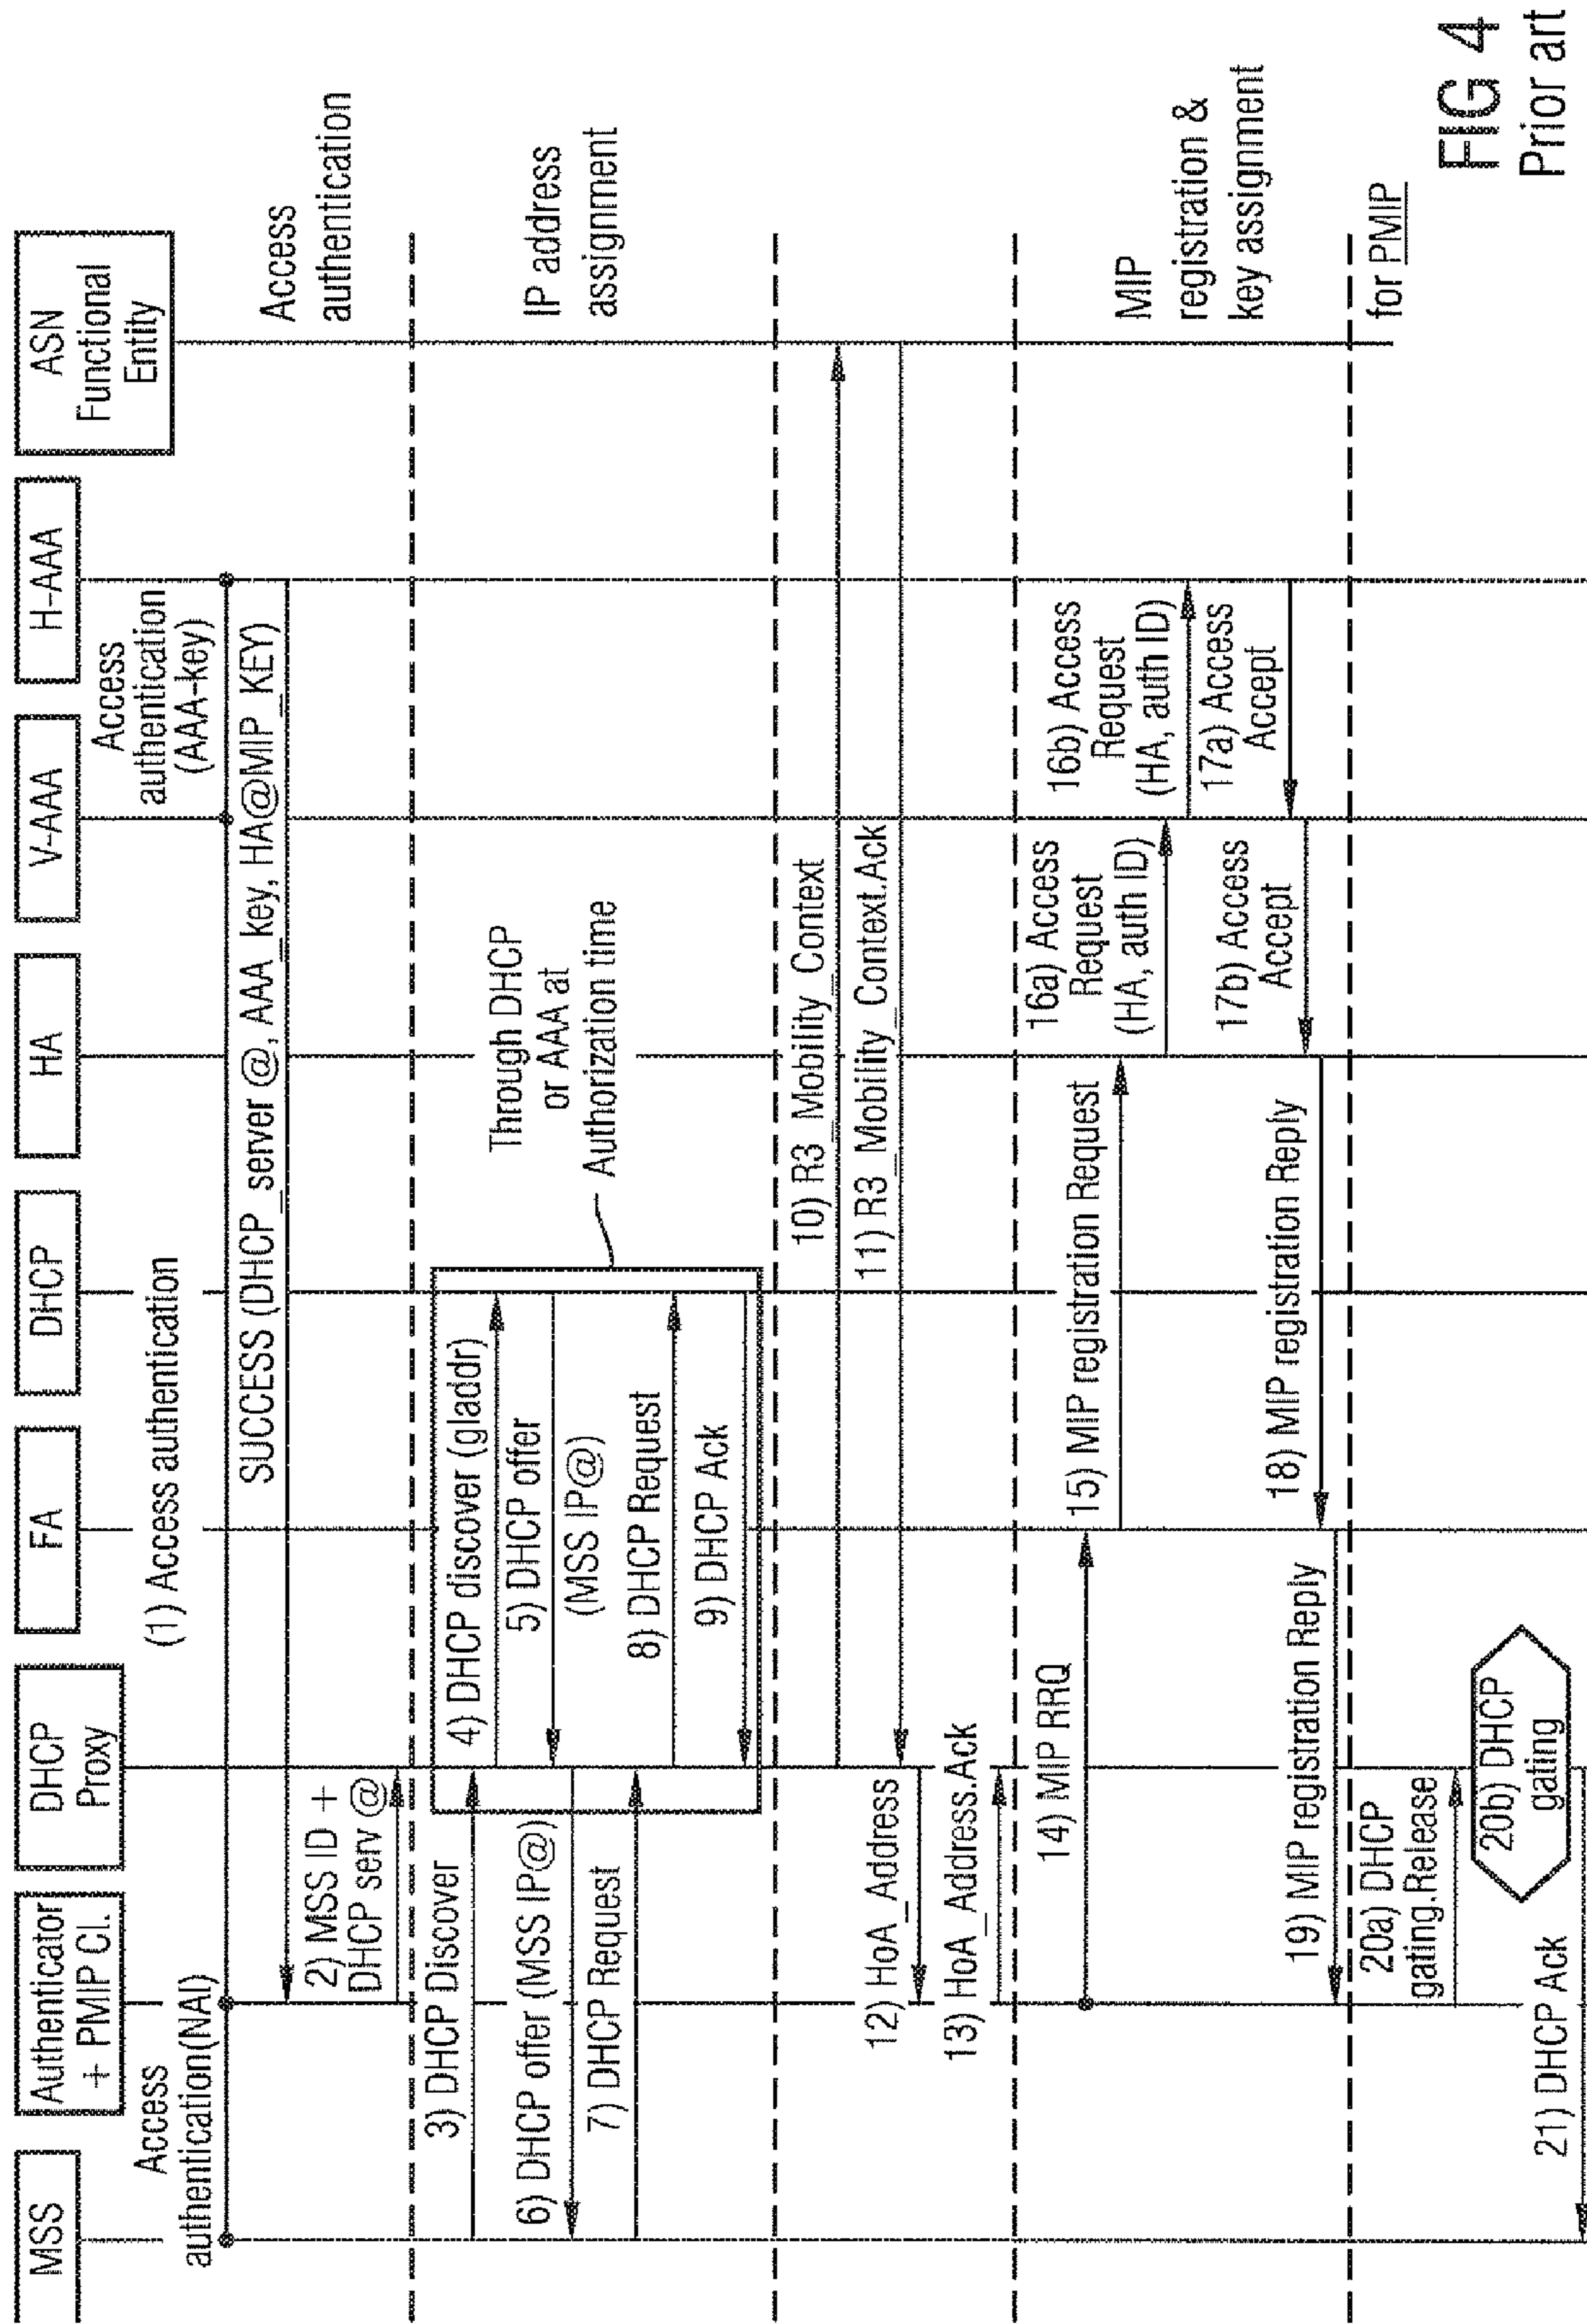 MSS
Authenticator
+ PMIP Cl.
DHCP
Proxy
FA
DHCP
HA
V-AAA
H-AAA
ASN
Functional
Entity
Access
authentication(NAI)
(1) Access authentication
Access
authentication
(AAA-key)
SUCCESS (DHCP_server @, AAA_key, HA@MIP_KEY)
Access
authentication
2) MSS ID +
DHCP serv @
3) DHCP Discover
4) DHCP discover (gladdr)
5) DHCP offer
(MSS IP@)
6) DHCP offer (MSS IP@)
7) DHCP Request
8) DHCP Request
9) DHCP Ack
Through DHCP
or AAA at
Authorization time
IP address
assignment
10) R3_Mobility_Context
11) R3_Mobility_Context.Ack
12) HoA_Address
13) HoA_Address.Ack
14) MIP RRQ
15) MIP registration Request
16a) Access
Request
(HA, auth ID)
16b) Access
Request
(HA, auth ID)
17a) Access
Accept
17b) Access
Accept
18) MIP registration Reply
19) MIP registration Reply
MIP
registration &
key assignment
20a) DHCP
gating.Release
20b) DHCP
gating
21) DHCP Ack
for PMIP
FIG 4
Prior art